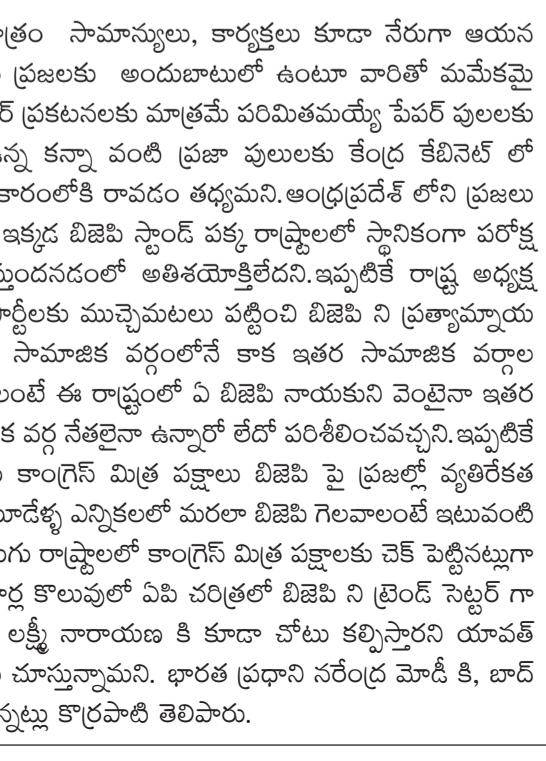 త్రం సామాన్యులు, కార్యక్తలు కూడా నేరుగా ఆయన
ప్రజలకు అందుబాటులో ఉంటూ వారితో మమేకమై
ప్రకటనలకు మాత్రమే పరిమితమయ్యే పేపర్ పులలకు
న్న కన్నా వంటి ప్రజా పులులకు కేంద్ర కేబినెట్ లో
కారంలోకి రావడం తధ్యమని.ఆంధ్రప్రదేశ్ లోని ప్రజలు
ఇక్కడ బిజెపి స్టాండ్ పక్క రాష్ట్రాలలో స్థానికంగా పరోక్ష
స్తుందనడంలో అతిశయోక్తిలేదని.ఇప్పటికే రాష్ట్ర అధ్యక్ష
ర్టీలకు ముచ్చెమటలు పట్టించి బిజెపి ని ప్రత్యామ్నాయ
సామాజిక వర్గంలోనే కాక ఇతర సామాజిక వర్గాల
లంటే ఈ రాష్ట్రంలో ఏ బిజెపి నాయకుని వెంటైనా ఇతర
క వర్గ నేతలైనా ఉన్నారో లేదో పరిశీలించవచ్చని.ఇప్పటికే
కాంగ్రెస్ మిత్ర పక్షాలు బిజెపి పై ప్రజల్లో వ్యతిరేకత
డేళ్ళ ఎన్నికలలో మరలా బిజెపి గెలవాలంటే ఇటువంటి
గు రాష్ట్రాలలో కాంగ్రెస్ మిత్ర పక్షాలకు చెక్ పెట్టినట్లుగా
ర్ల కొలువులో ఏపి చరిత్రలో బిజెపి ని ట్రెండ్ సెట్టర్ గా
లక్ష్మీ నారాయణ కి కూడా చోటు కల్పిస్తారని యావత్
చూస్తున్నామని. భారత ప్రధాని నరేంద్ర మోడీ కి, బాద్
న్నట్లు కొర్రపాటి తెలిపారు.